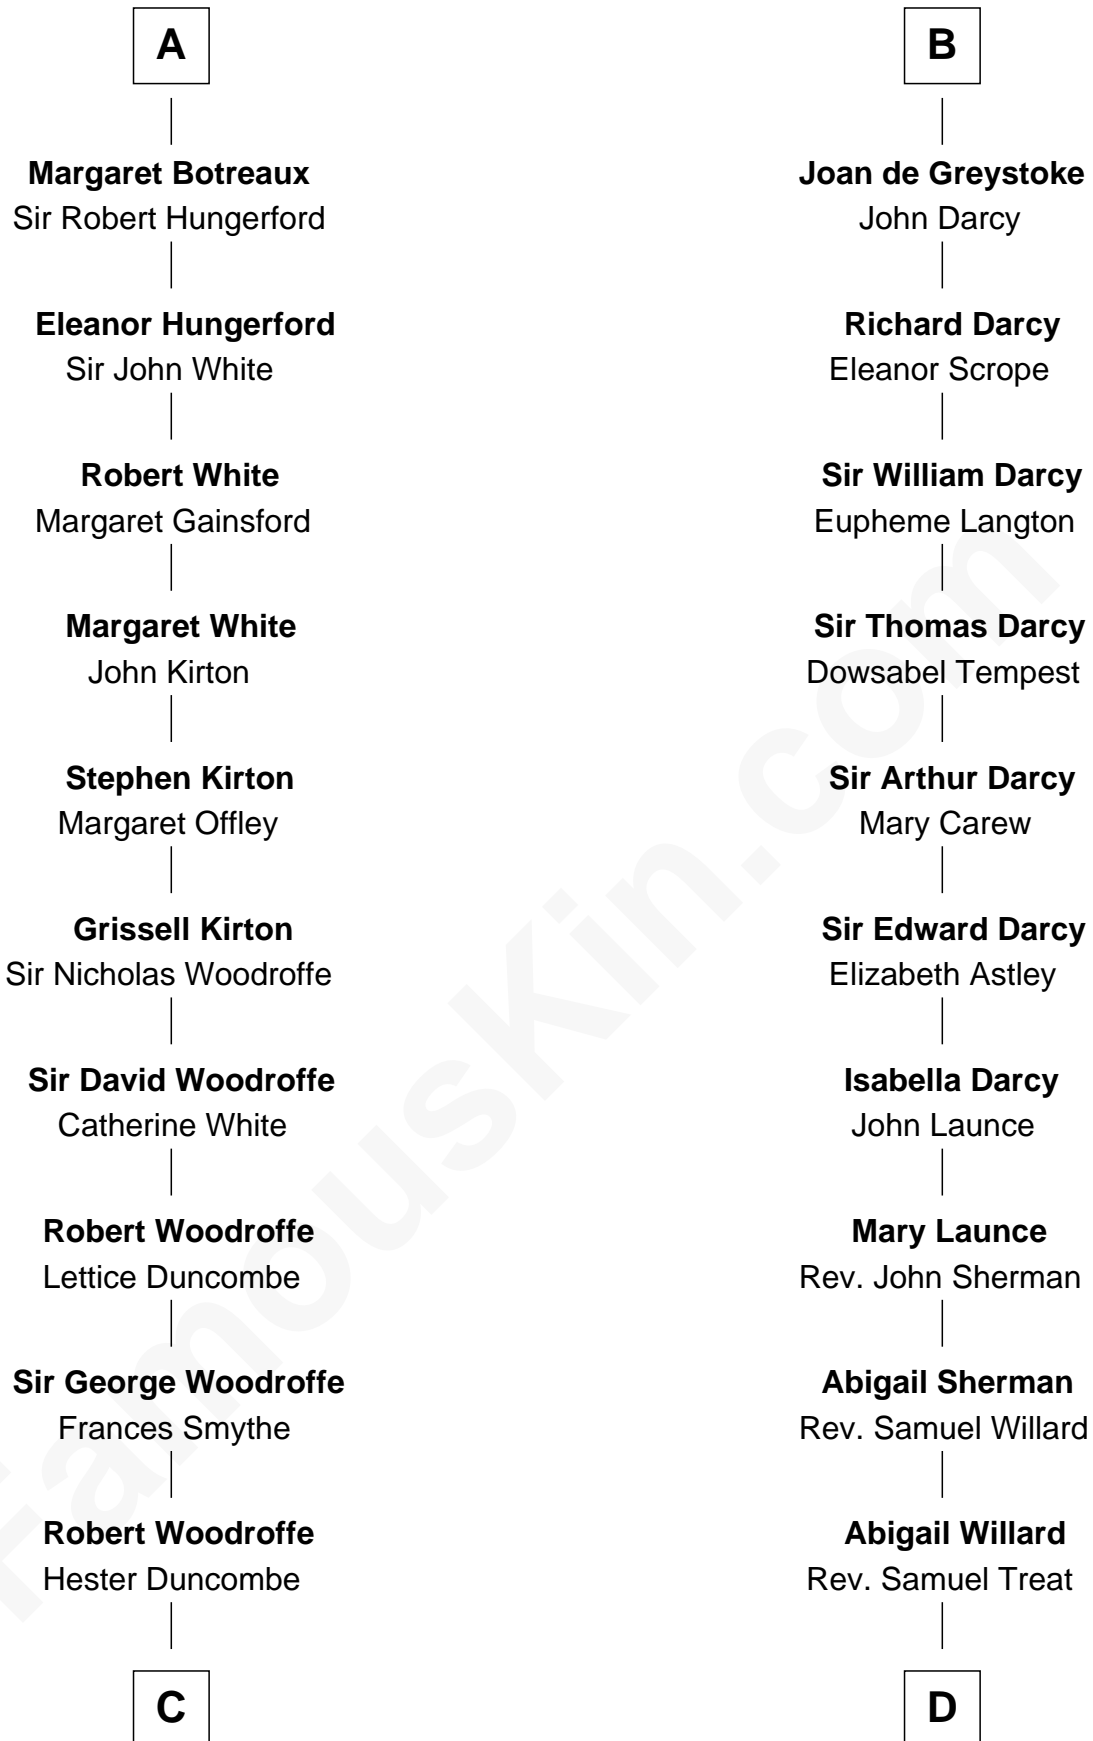 A
Margaret Botreaux
Sir Robert Hungerford
Eleanor Hungerford
Sir John White
Robert White
Margaret Gainsford
Margaret White
John Kirton
Stephen Kirton
Margaret Offley
Grissell Kirton
Sir Nicholas Woodroffe
Sir David Woodroffe
Catherine White
Robert Woodroffe
Lettice Duncombe
Sir George Woodroffe
Frances Smythe
Robert Woodroffe
Hester Duncombe
C
B
Joan de Greystoke
John Darcy
Richard Darcy
Eleanor Scrope
Sir William Darcy
Eupheme Langton
Sir Thomas Darcy
Dowsabel Tempest
Sir Arthur Darcy
Mary Carew
Sir Edward Darcy
Elizabeth Astley
Isabella Darcy
John Launce
Mary Launce
Rev. John Sherman
Abigail Sherman
Rev. Samuel Willard
Abigail Willard
Rev. Samuel Treat
D
FamousKin.com